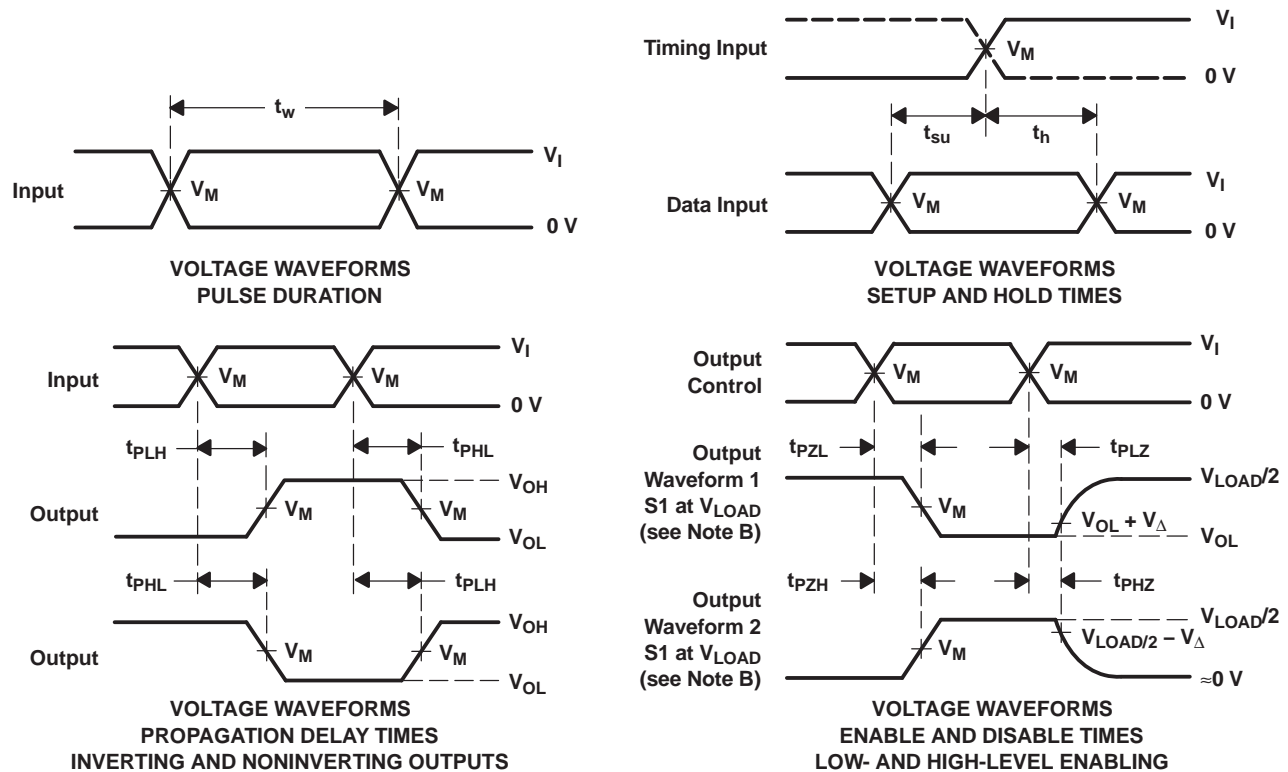 t_w
Input
V_M
V_M
V_I
0 V
VOLTAGE WAVEFORMS
PULSE DURATION
Timing Input
V_M
V_I
0 V
t_su
t_h
Data Input
V_M
V_M
V_I
0 V
VOLTAGE WAVEFORMS
SETUP AND HOLD TIMES
Input
V_M
V_M
V_I
0 V
t_PLH
t_PHL
Output
V_M
V_M
V_OH
V_OL
t_PHL
t_PLH
Output
V_M
V_M
V_OH
V_OL
VOLTAGE WAVEFORMS
PROPAGATION DELAY TIMES
INVERTING AND NONINVERTING OUTPUTS
Output
Control
V_M
V_M
V_I
0 V
t_PZL
t_PLZ
Output
Waveform 1
S1 at V_LOAD
(see Note B)
V_M
V_LOAD/2
V_OL + V_Δ
V_OL
t_PZH
t_PHZ
Output
Waveform 2
S1 at V_LOAD
(see Note B)
V_M
V_LOAD/2
V_LOAD/2 – V_Δ
≈0 V
VOLTAGE WAVEFORMS
ENABLE AND DISABLE TIMES
LOW- AND HIGH-LEVEL ENABLING